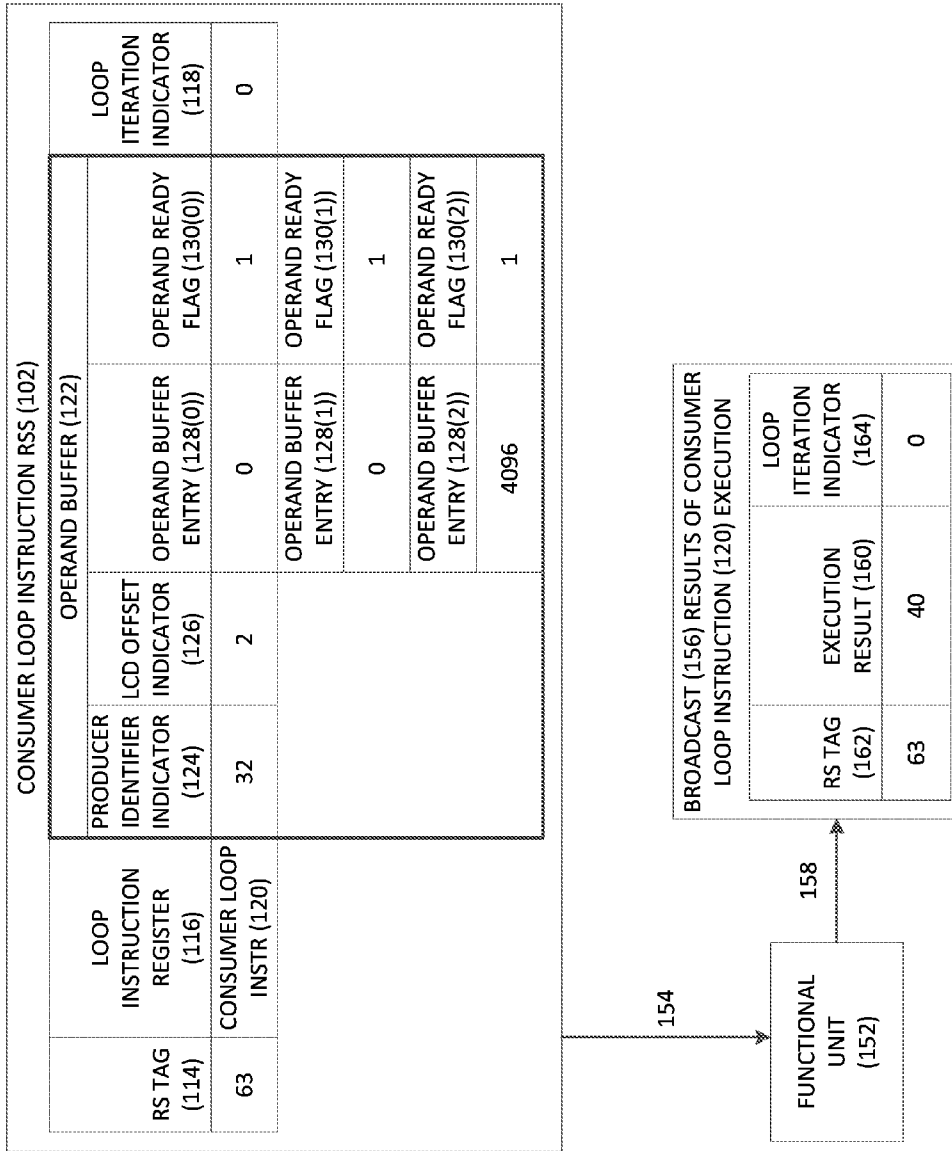 CONSUMER LOOP INSTRUCTION RSS (102)
OPERAND BUFFER (122)
RS TAG
(114)
LOOP
INSTRUCTION
REGISTER
(116)
PRODUCER
IDENTIFIER
INDICATOR
(124)
LCD OFFSET
INDICATOR
(126)
OPERAND BUFFER
ENTRY (128(0))
OPERAND READY
FLAG (130(0))
LOOP
ITERATION
INDICATOR
(118)
63
CONSUMER LOOP
INSTR (120)
32
2
0
1
0
OPERAND BUFFER
ENTRY (128(1))
OPERAND READY
FLAG (130(1))
0
1
OPERAND BUFFER
ENTRY (128(2))
OPERAND READY
FLAG (130(2))
4096
1
154
FUNCTIONAL
UNIT
(152)
158
BROADCAST (156) RESULTS OF CONSUMER
LOOP INSTRUCTION (120) EXECUTION
RS TAG
(162)
EXECUTION
RESULT (160)
LOOP
ITERATION
INDICATOR
(164)
63
40
0